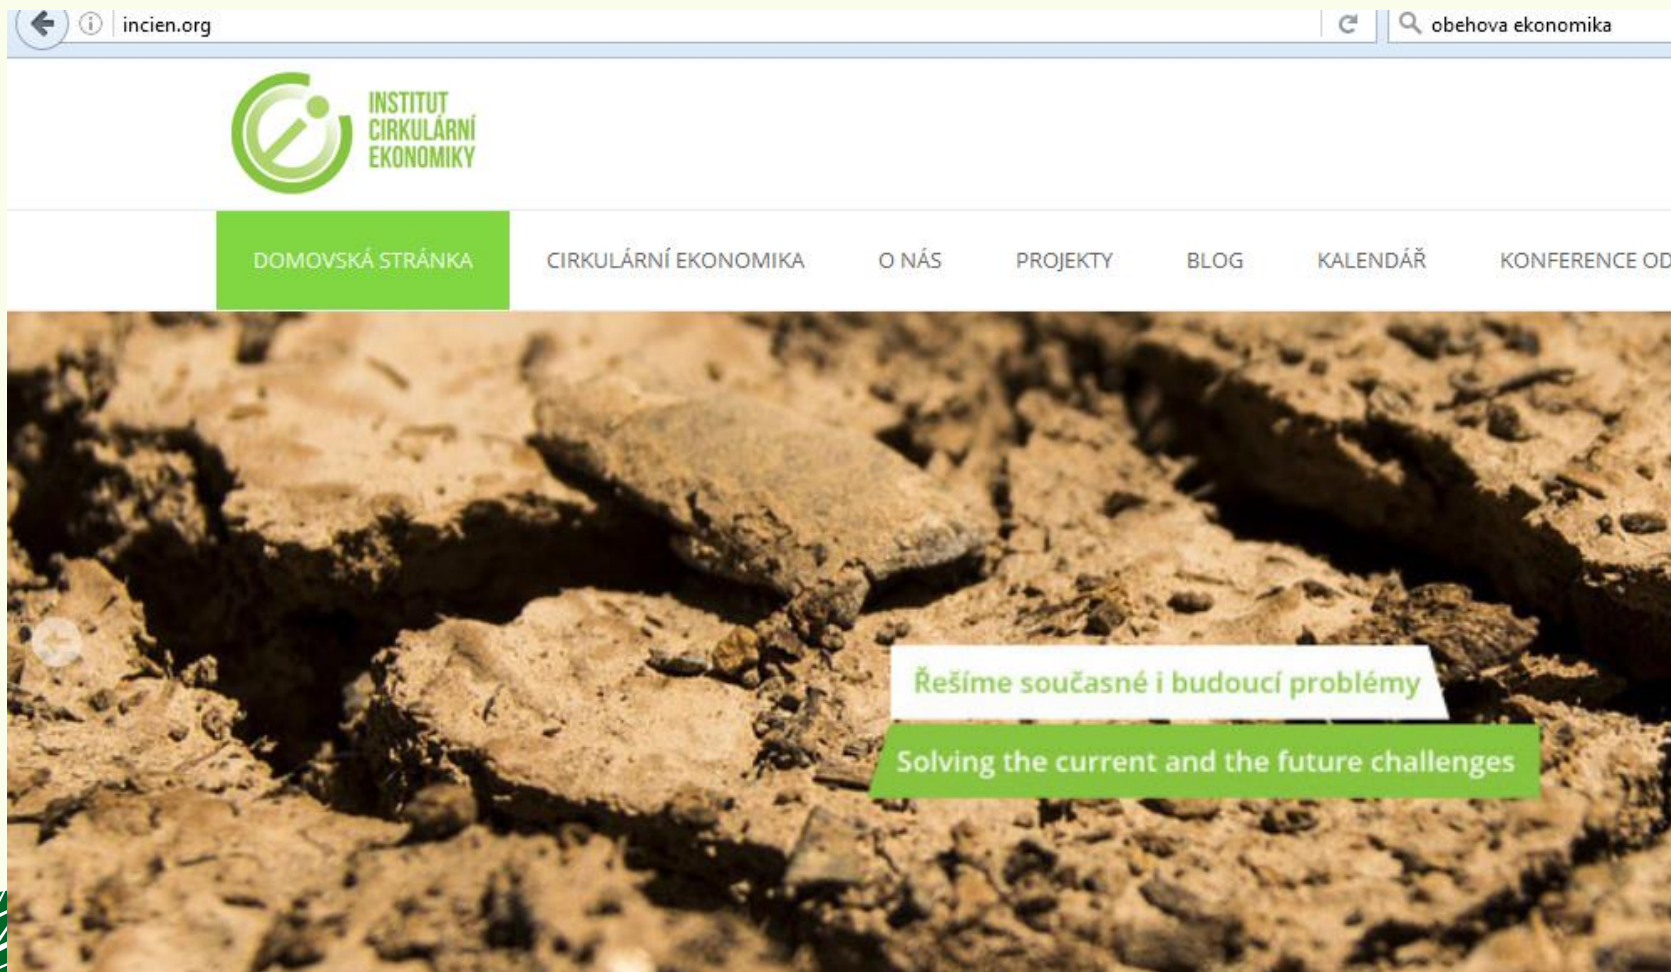 incien.org
obehova ekonomika
INSTITUT
CIRKULÁRNÍ
EKONOMIKY
DOMOVSKÁ STRÁNKA CIRKULÁRNÍ EKONOMIKA O NÁS PROJEKTY BLOG KALENDÁŘ KONFERENCE OD
Řešíme současné i budoucí problémy
Solving the current and the future challenges